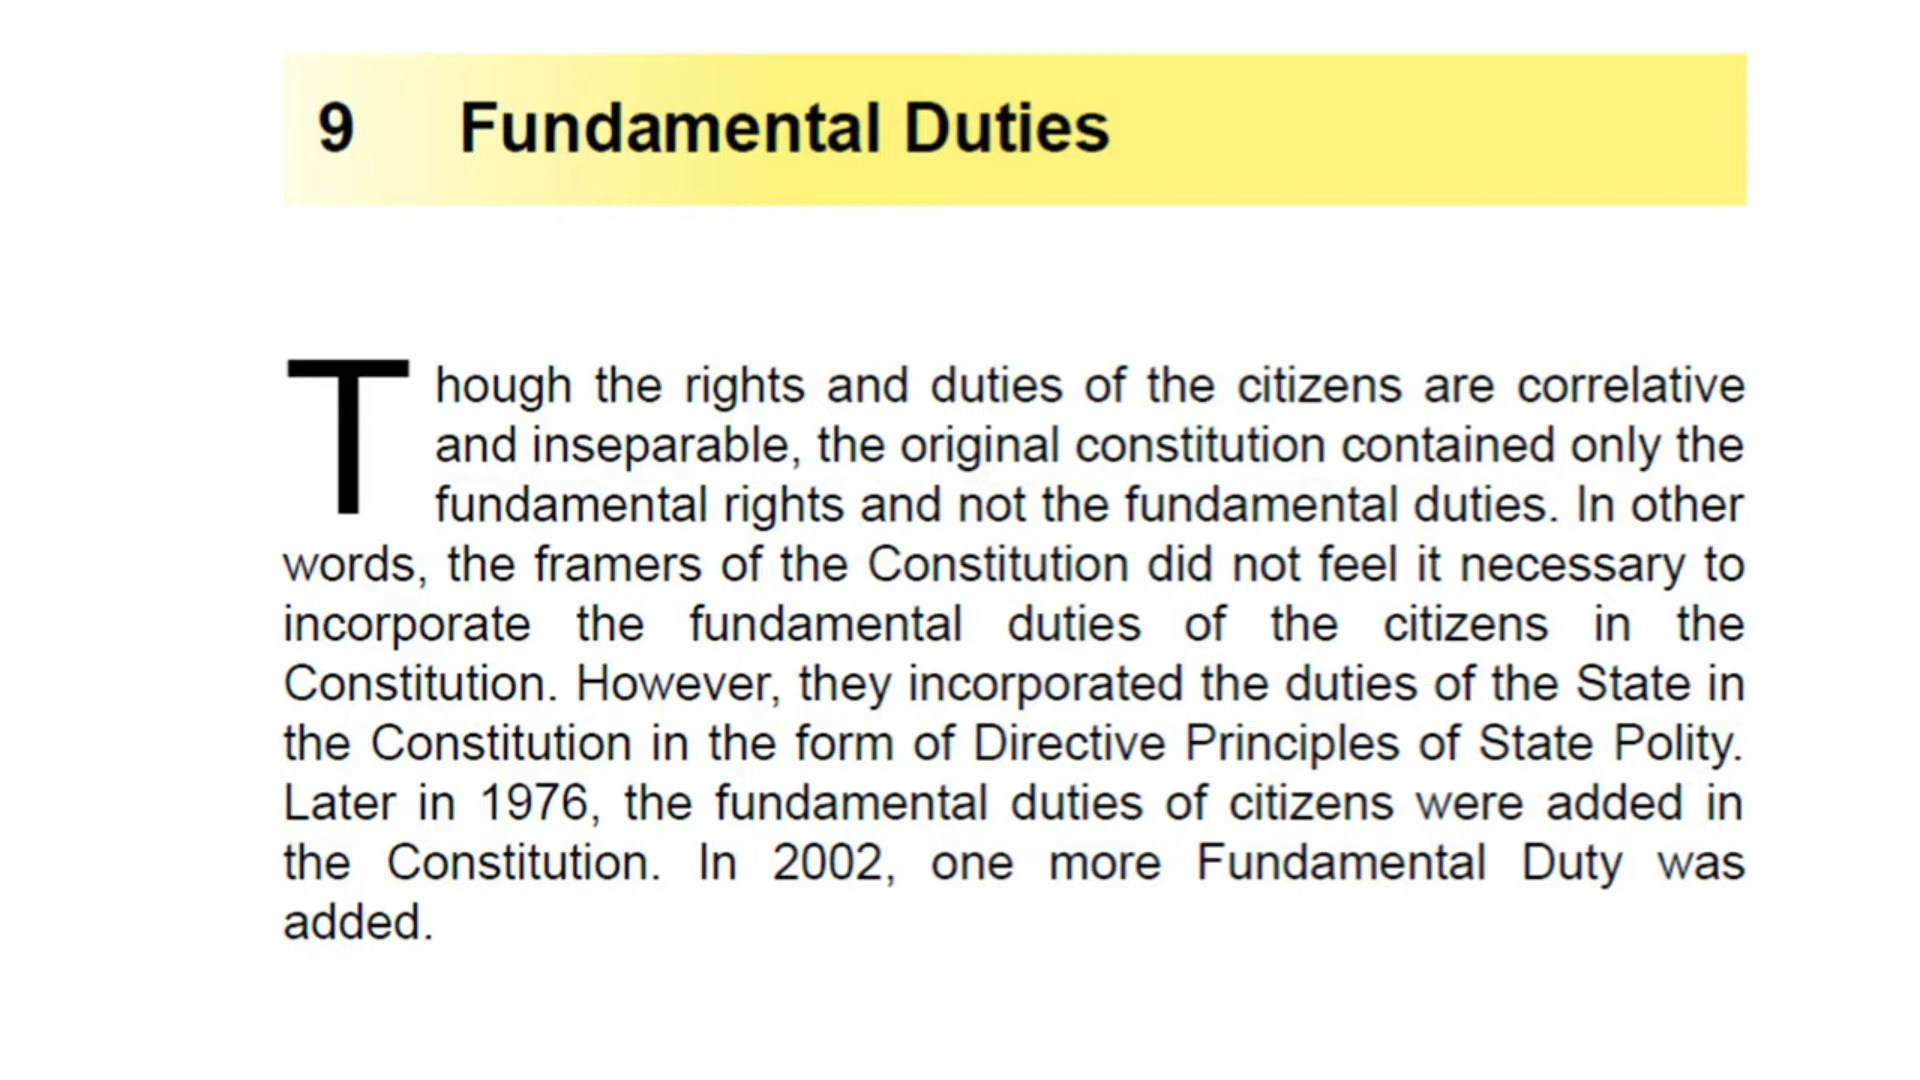 9 Fundamental Duties
Though the rights and duties of the citizens are correlative
and inseparable, the original constitution contained only the
fundamental rights and not the fundamental duties. In other
words, the framers of the Constitution did not feel it necessary to
incorporate the fundamental duties of the citizens in the
Constitution. However, they incorporated the duties of the State in
the Constitution in the form of Directive Principles of State Polity.
Later in 1976, the fundamental duties of citizens were added in
the Constitution. In 2002, one more Fundamental Duty was
added.